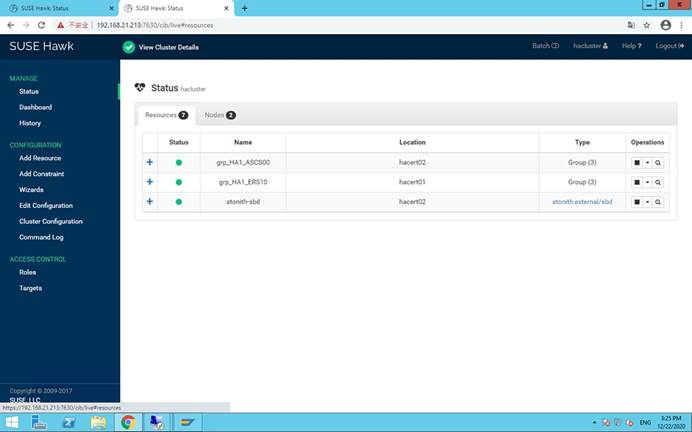 SUSE Hawk: Status
SUSE Hawk: Status
不安全 | 192.168.21.213:7630/cib/live#resources
SUSE Hawk
View Cluster Details
Batch
hacluster
Help ?
Logout
MANAGE
Status
Dashboard
History
CONFIGURATION
Add Resource
Add Constraint
Wizards
Edit Configuration
Cluster Configuration
Command Log
ACCESS CONTROL
Roles
Targets
Status hacluster
Resources 7
Nodes 2
Status Name Location Type Operations
grp_HA1_ASCS00 hacert02 Group (3)
grp_HA1_ERS10 hacert01 Group (3)
stonith-sbd hacert02 stonith:external/sbd
Copyright © 2009-2017
SUSE, LLC
https://192.168.21.213:7630/cib/live#resources
ENG
3:25 PM
12/22/2020